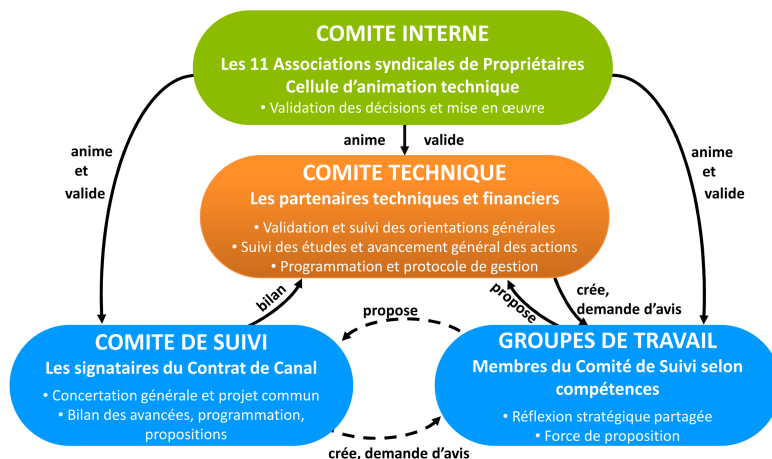 COMITE INTERNE
Les 11 Associations syndicales de Propriétaires
Cellule d'animation technique
• Validation des décisions et mise en œuvre
anime
et
valide
anime valide
anime
et
valide
COMITE TECHNIQUE
Les partenaires techniques et financiers
• Validation et suivi des orientations générales
• Suivi des études et avancement général des actions
• Programmation et protocole de gestion
bilan
propose
propose
crée,
demande d'avis
COMITE DE SUIVI
Les signataires du Contrat de Canal
• Concertation générale et projet commun
• Bilan des avancées, programmation,
propositions
GROUPES DE TRAVAIL
Membres du Comité de Suivi selon
compétences
• Réflexion stratégique partagée
• Force de proposition
crée, demande d'avis